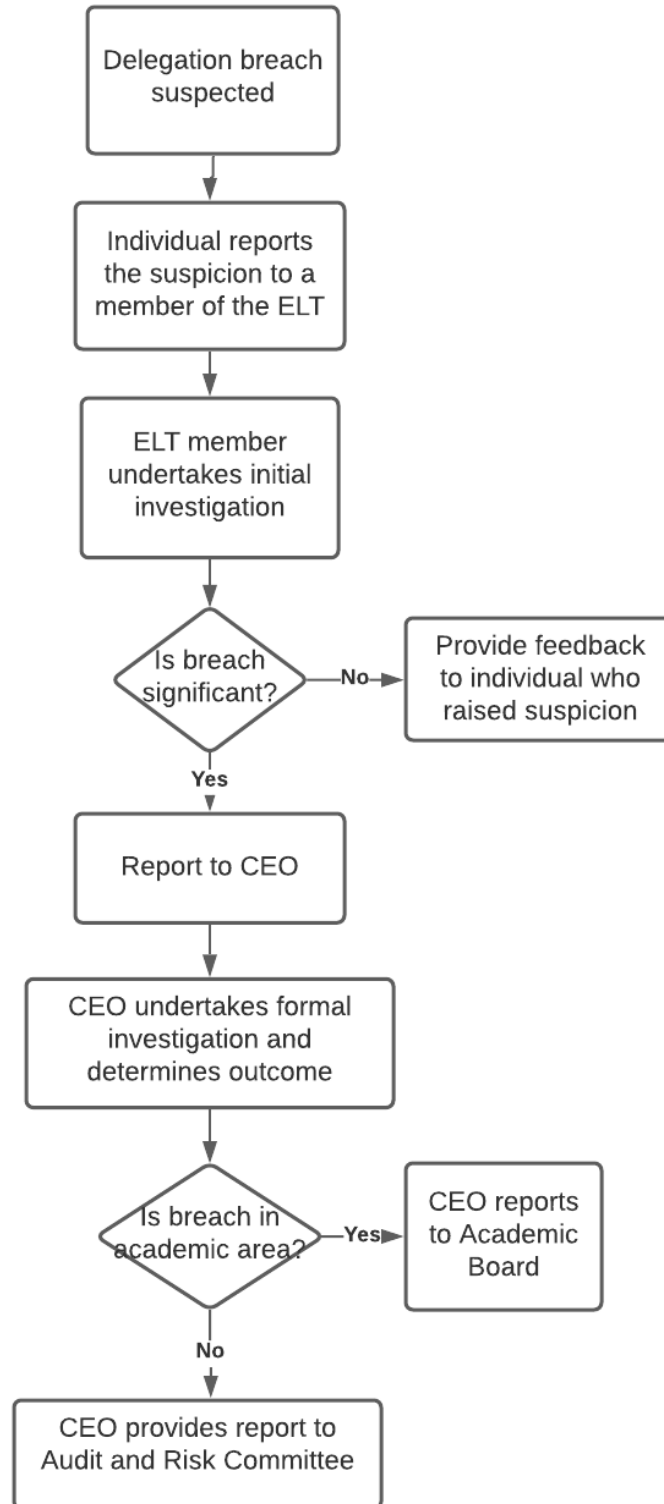 Delegation breach
suspected
Individual reports
the suspicion to a
member of the ELT
ELT member
undertakes initial
investigation
Is breach
significant?
No
Provide feedback
to individual who
raised suspicion
Yes
Report to CEO
CEO undertakes formal
investigation and
determines outcome
Is breach in
academic area?
Yes
CEO reports
to Academic
Board
No
CEO provides report to
Audit and Risk Committee